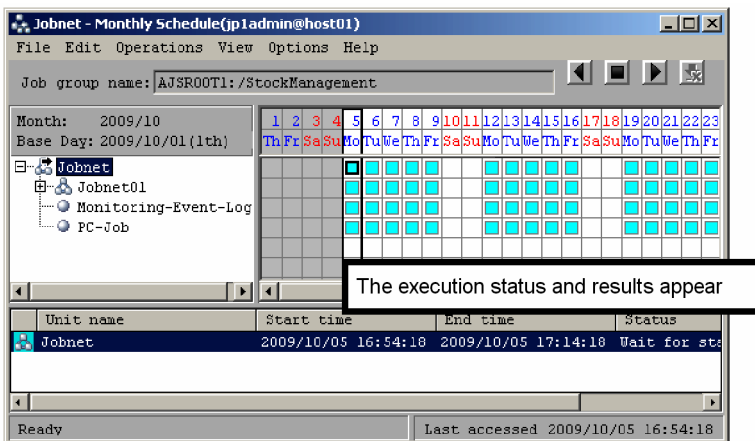 Jobnet - Monthly Schedule(jp1admin@host01)
File Edit Operations View Options Help
Job group name: AJSROOT1:/StockManagement
Month: 2009/10
Base Day: 2009/10/01(1th)
1 2 3 4 5 6 7 8 9 10 11 12 13 14 15 16 17 18 19 20 21 22 23
Th Fr Sa Su Mo Tu We Th Fr Sa Su Mo Tu We Th Fr Sa Su Mo Tu We Th Fr
Jobnet
Jobnet01
Monitoring-Event-Log
PC-Job
The execution status and results appear
Unit name Start time End time Status
Jobnet 2009/10/05 16:54:18 2009/10/05 17:14:18 Wait for sta
Ready Last accessed 2009/10/05 16:54:18